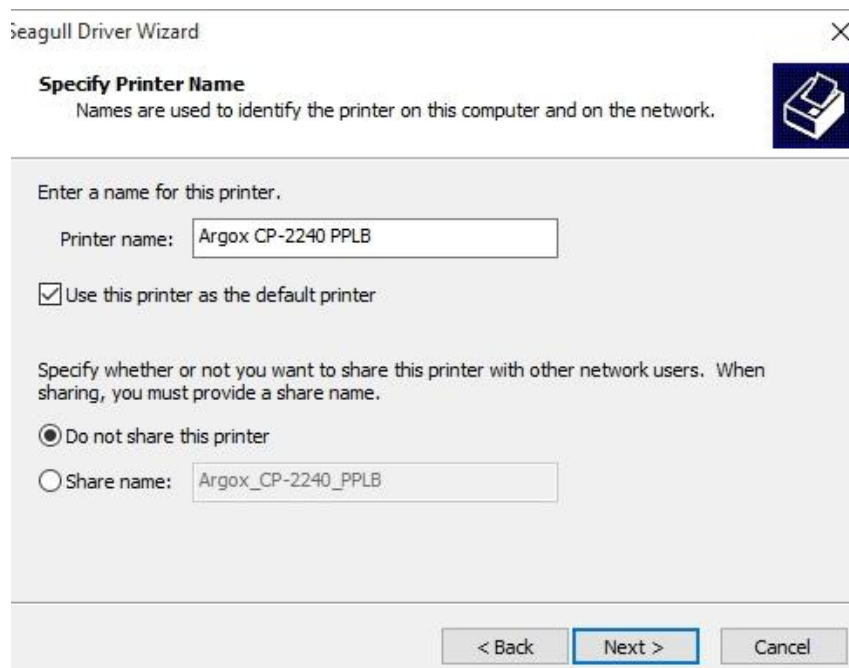 Seagull Driver Wizard
Specify Printer Name
Names are used to identify the printer on this computer and on the network.
Enter a name for this printer.
Printer name: Argox CP-2240 PPLB
Use this printer as the default printer
Specify whether or not you want to share this printer with other network users. When
sharing, you must provide a share name.
Do not share this printer
Share name: Argox_CP-2240_PPLB
< Back Next > Cancel